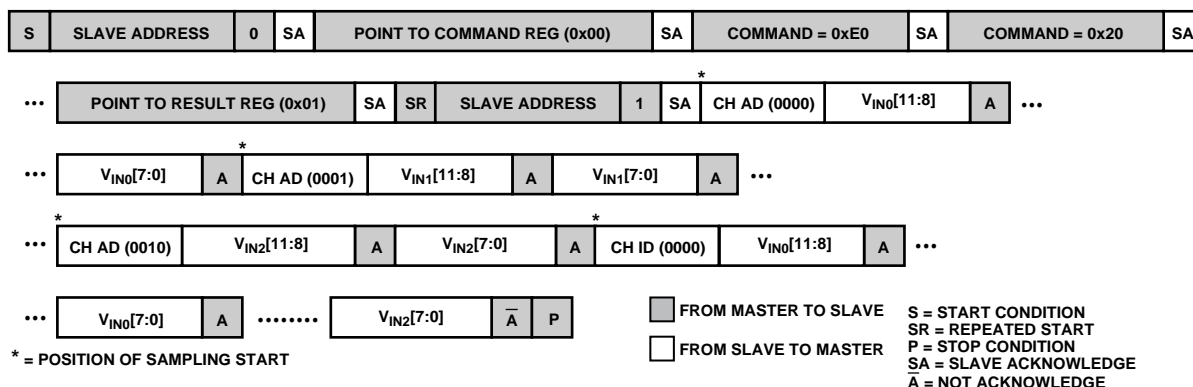 S SLAVE ADDRESS 0 SA POINT TO COMMAND REG (0x00) SA COMMAND = 0xE0 SA COMMAND = 0x20 SA
... POINT TO RESULT REG (0x01) SA SR SLAVE ADDRESS 1 SA * CH AD (0000) VIN0[11:8] A ...
... VIN0[7:0] A * CH AD (0001) VIN1[11:8] A VIN1[7:0] A ...
... * CH AD (0010) VIN2[11:8] A VIN2[7:0] A * CH ID (0000) VIN0[11:8] A ...
... VIN0[7:0] A ........ VIN2[7:0] A̅ P
* = POSITION OF SAMPLING START
FROM MASTER TO SLAVE
FROM SLAVE TO MASTER
S = START CONDITION
SR = REPEATED START
P = STOP CONDITION
SA = SLAVE ACKNOWLEDGE
A̅ = NOT ACKNOWLEDGE